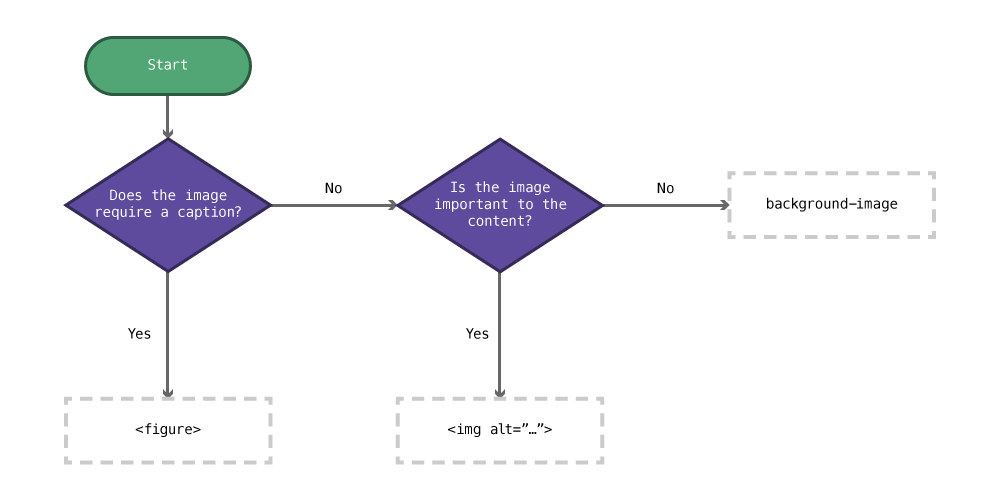 Start
Does the image
require a caption?
No
Is the image
important to the
content?
No
background-image
Yes
Yes
<figure>
<img alt=”…”>